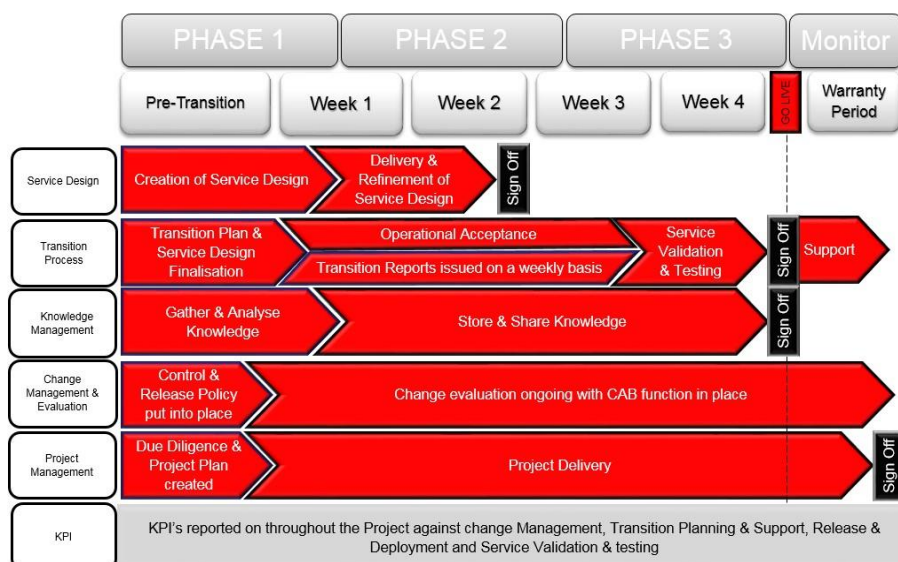 PHASE 1
PHASE 2
PHASE 3
Monitor
Pre-Transition
Week 1
Week 2
Week 3
Week 4
GO LIVE
Warranty
Period
Service Design
Creation of Service Design
Delivery &
Refinement of
Service Design
Sign Off
Transition
Process
Transition Plan &
Service Design
Finalisation
Operational Acceptance
Transition Reports issued on a weekly basis
Service
Validation
& Testing
Sign Off
Support
Knowledge
Management
Gather & Analyse
Knowledge
Store & Share Knowledge
Sign Off
Change
Management &
Evaluation
Control &
Release Policy
put into place
Change evaluation ongoing with CAB function in place
Project
Management
Due Diligence &
Project Plan
created
Project Delivery
Sign Off
KPI
KPI's reported on throughout the Project against change Management, Transition Planning & Support, Release &
Deployment and Service Validation & testing